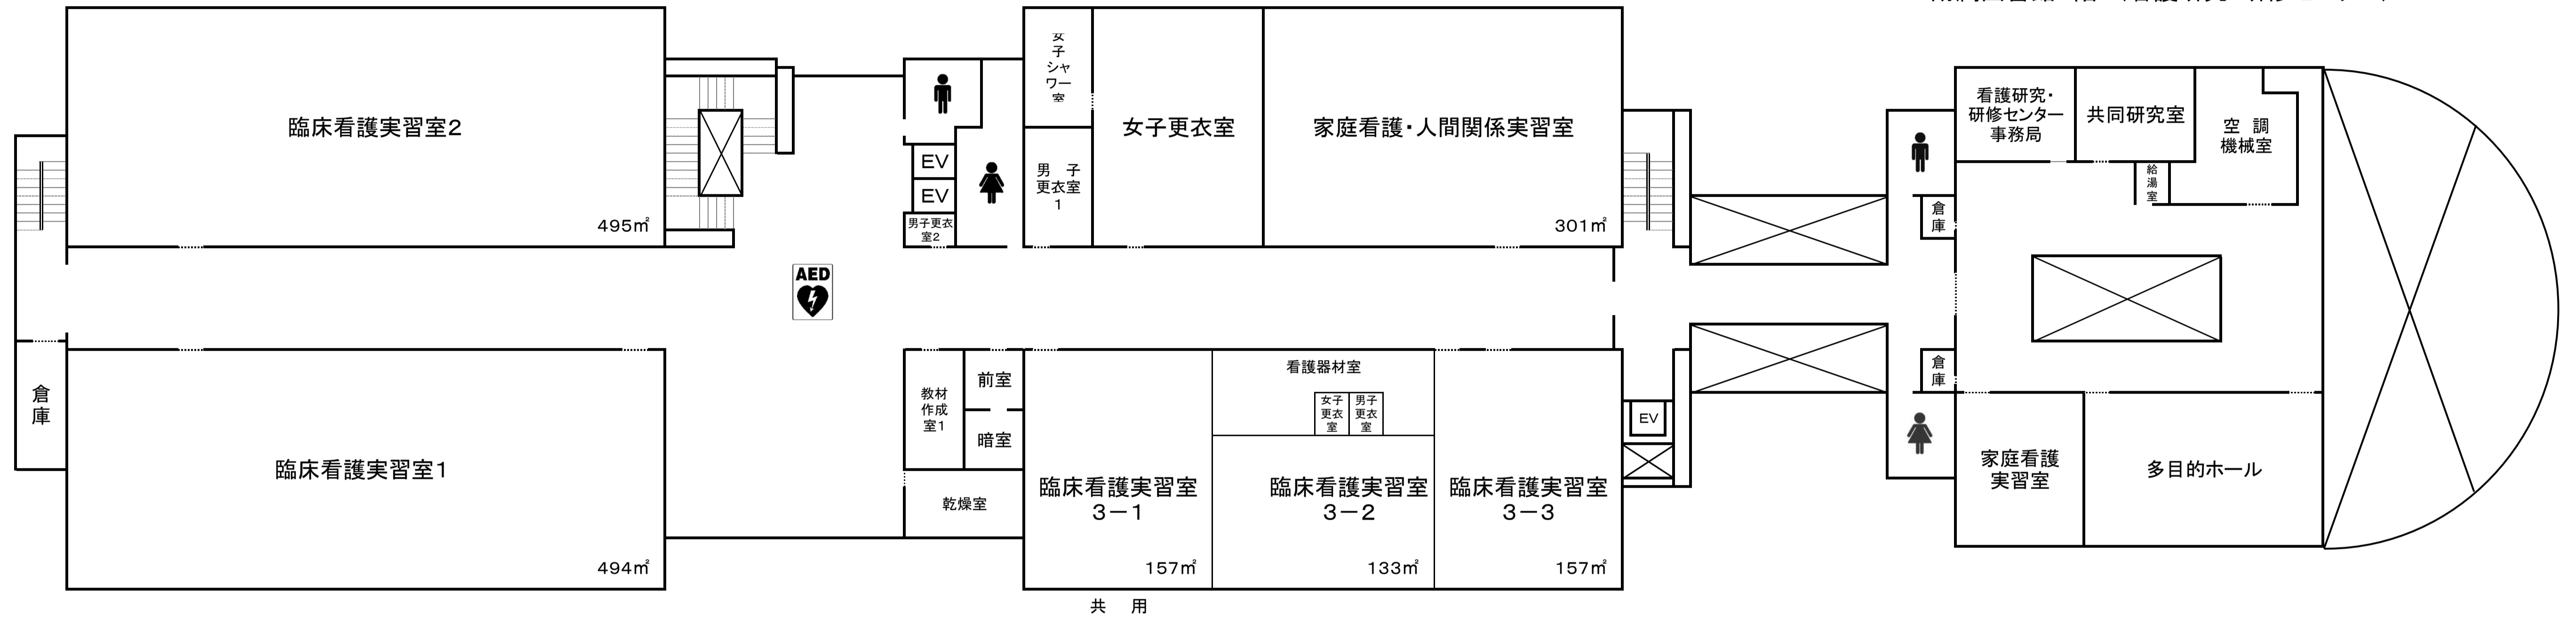 臨床看護実習室2
495㎡
EV
EV
男子更衣
室2
女
子
シャ
ワー
室
男 子
更衣室
1
女子更衣室
家庭看護・人間関係実習室
301㎡
倉
庫
看護研究・
研修センター
事務局
共同研究室
給
湯
室
空 調
機械室
AED
倉
庫
臨床看護実習室1
494㎡
教材
作成
室1
前室
暗室
乾燥室
臨床看護実習室
3-1
157㎡
看護器材室
女子
更衣
室
男子
更衣
室
臨床看護実習室
3-2
133㎡
臨床看護実習室
3-3
157㎡
EV
倉
庫
家庭看護
実習室
多目的ホール
共 用